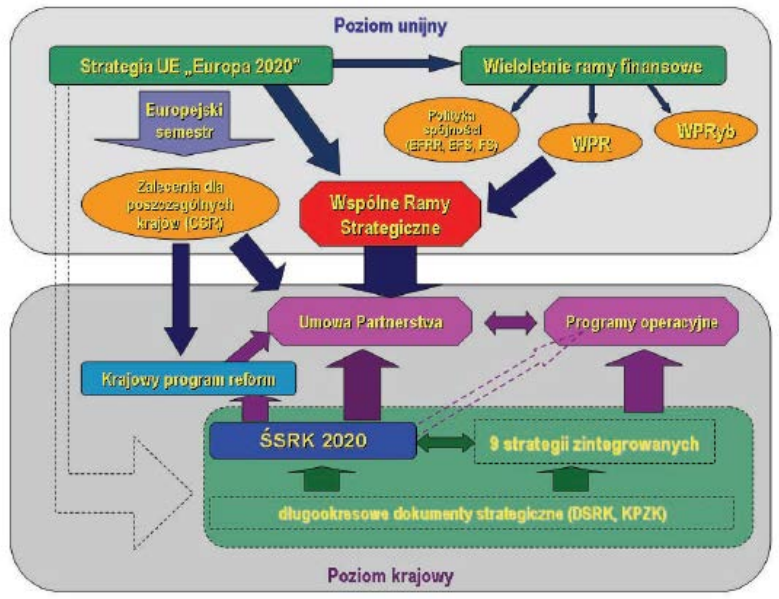 Poziom unijny
Strategia UE „Europa 2020”
Wieloletnie ramy finansowe
Europejski
semestr
Polityka
spójności
(EFRR, EFS, FS)
WPR
WPRyb
Zalecenia dla
poszczególnych
krajów (CSR)
Wspólne Ramy
Strategiczne
Umowa Partnerstwa
Programy operacyjne
Krajowy program reform
ŚSRK 2020
9 strategii zintegrowanych
długookresowe dokumenty strategiczne (DSRK, KPZK)
Poziom krajowy